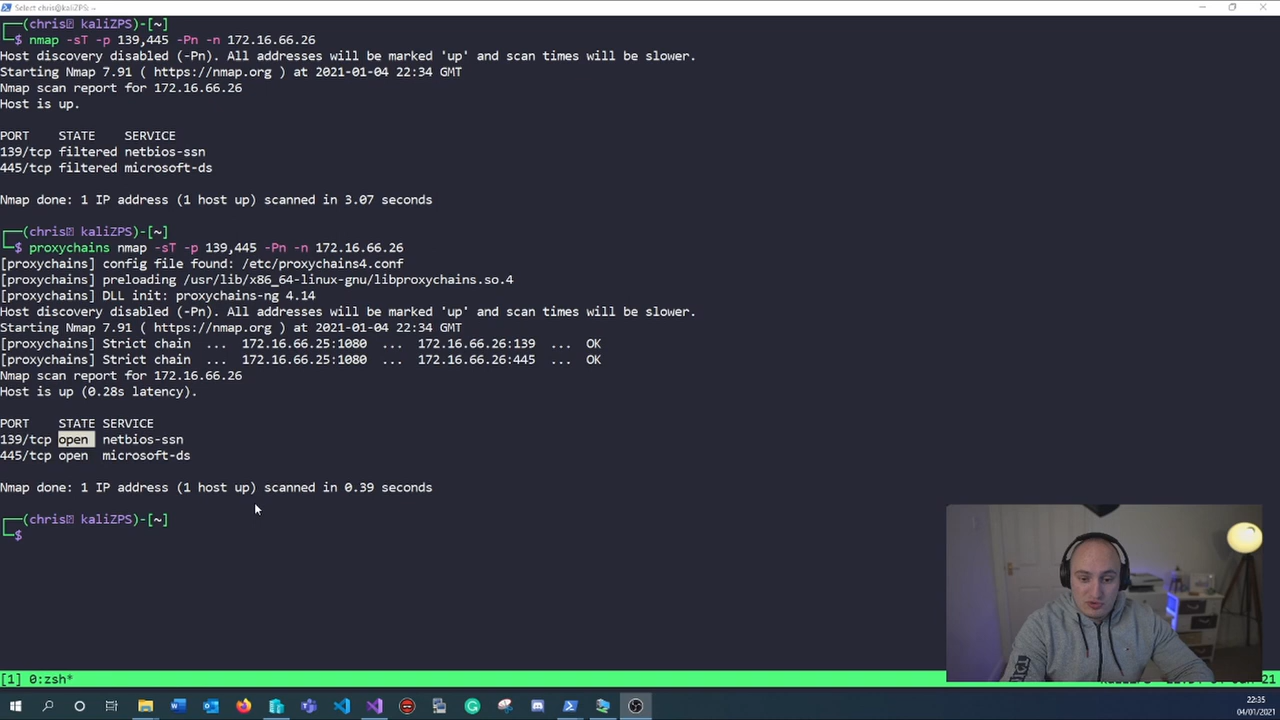 Select chris@kaliZPS: ~
(chris㉿ kaliZPS)-[~]
$ nmap -sT -p 139,445 -Pn -n 172.16.66.26
Host discovery disabled (-Pn). All addresses will be marked 'up' and scan times will be slower.
Starting Nmap 7.91 ( https://nmap.org ) at 2021-01-04 22:34 GMT
Nmap scan report for 172.16.66.26
Host is up.
PORT    STATE    SERVICE
139/tcp filtered netbios-ssn
445/tcp filtered microsoft-ds
Nmap done: 1 IP address (1 host up) scanned in 3.07 seconds
(chris㉿ kaliZPS)-[~]
$ proxychains nmap -sT -p 139,445 -Pn -n 172.16.66.26
[proxychains] config file found: /etc/proxychains4.conf
[proxychains] preloading /usr/lib/x86_64-linux-gnu/libproxychains.so.4
[proxychains] DLL init: proxychains-ng 4.14
Host discovery disabled (-Pn). All addresses will be marked 'up' and scan times will be slower.
Starting Nmap 7.91 ( https://nmap.org ) at 2021-01-04 22:34 GMT
[proxychains] Strict chain  ...  172.16.66.25:1080  ...  172.16.66.26:139  ...  OK
[proxychains] Strict chain  ...  172.16.66.25:1080  ...  172.16.66.26:445  ...  OK
Nmap scan report for 172.16.66.26
Host is up (0.28s latency).
PORT    STATE SERVICE
139/tcp open  netbios-ssn
445/tcp open  microsoft-ds
Nmap done: 1 IP address (1 host up) scanned in 0.39 seconds
(chris㉿ kaliZPS)-[~]
$
[1] 0:zsh*
22:35
04/01/2021